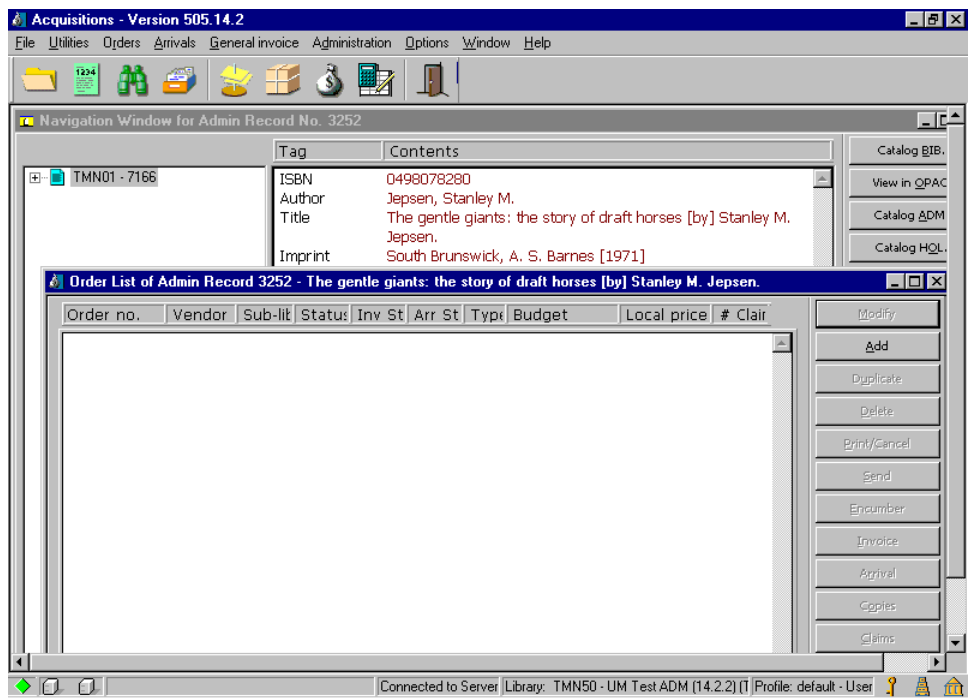 Acquisitions - Version 505.14.2
File Utilities Orders Arrivals General invoice Administration Options Window Help
1234
$
Navigation Window for Admin Record No. 3252
Tag Contents
Catalog BIB.
TMN01 - 7166
ISBN 0498078280
View in OPAC
Author Jepsen, Stanley M.
Title The gentle giants: the story of draft horses [by] Stanley M.
Catalog ADM
Jepsen.
Catalog HOL.
Imprint South Brunswick, A. S. Barnes [1971]
Order List of Admin Record 3252 - The gentle giants: the story of draft horses [by] Stanley M. Jepsen.
Order no. Vendor Sub-lib Status Inv St Arr St Type Budget Local price # Clair
Modify
Add
Duplicate
Delete
Print/Cancel
Send
Encumber
Invoice
Arrival
Copies
Claims
Connected to Server Library: TMN50 - UM Test ADM (14.2.2) (T Profile: default - User